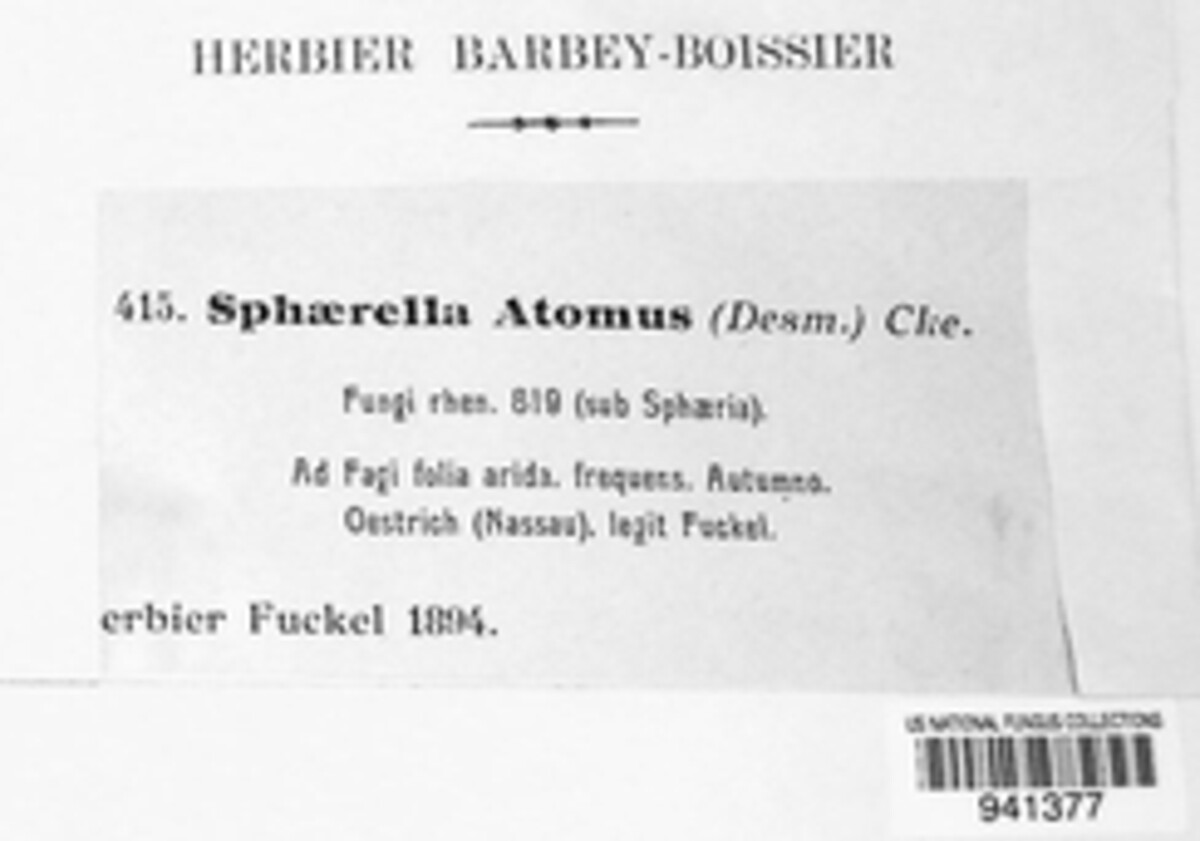 HERBIER BARBEY-BOISSIER
415. Sphærella Atomus (Desm.) Cke.
Fungi rhen. 819 (sub Sphæria).
Ad Fagi folia arida. frequens. Autumno.
Oestrich (Nassau). legit Fuckel.
erbier Fuckel 1894.
US NATIONAL FUNGUS COLLECTIONS
941377